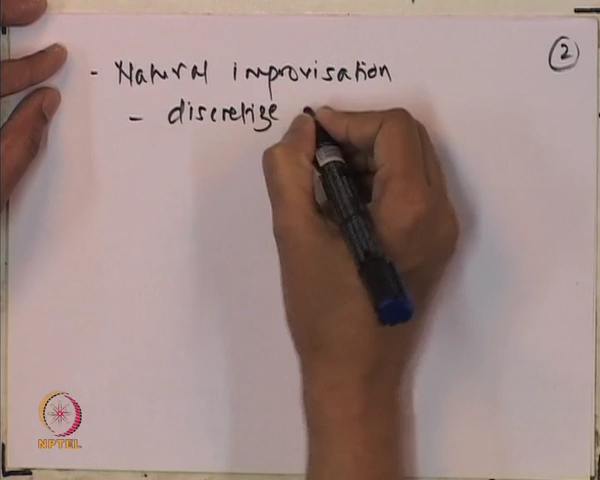 ②
- Natural improvisation
- discretize
NPTEL